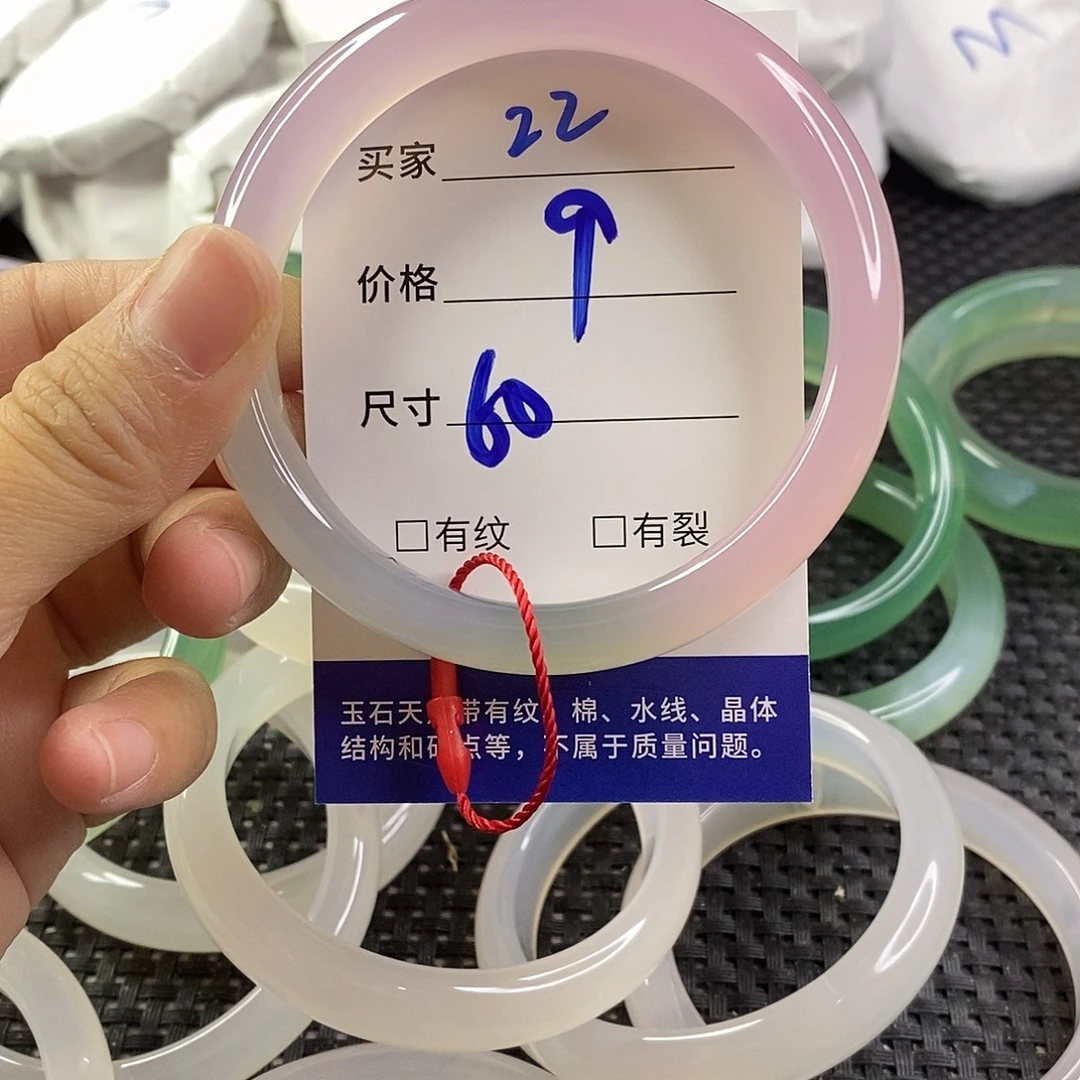 M
买家 22
价格
尺寸 60
□有纹 □有裂
玉石天 带有纹、棉、水线、晶体
结构和 点等，不属于质量问题。